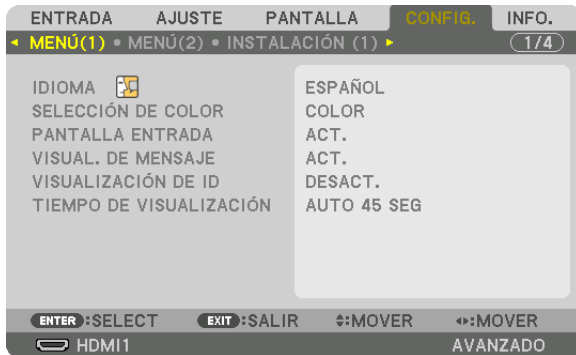 ENTRADA AJUSTE PANTALLA CONFIG. INFO.
MENÚ(1) • MENÚ(2) • INSTALACIÓN (1) 1/4
IDIOMA ESPAÑOL
SELECCIÓN DE COLOR COLOR
PANTALLA ENTRADA ACT.
VISUAL. DE MENSAJE ACT.
VISUALIZACIÓN DE ID DESACT.
TIEMPO DE VISUALIZACIÓN AUTO 45 SEG
ENTER :SELECT EXIT :SALIR :MOVER :MOVER
HDMI1 AVANZADO